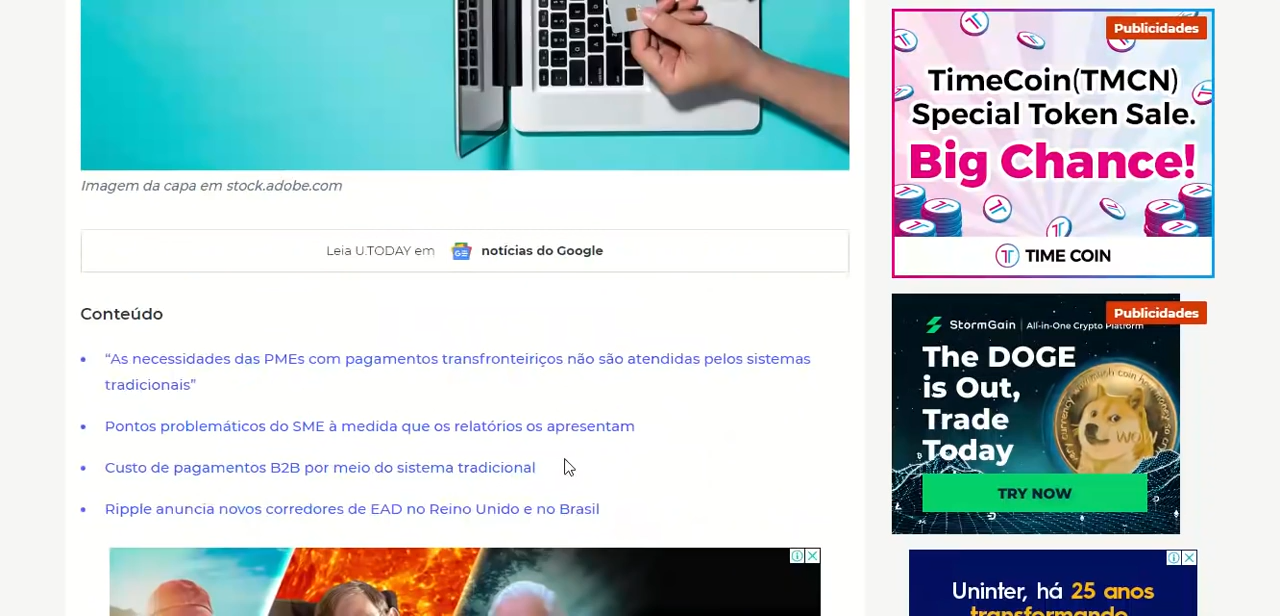 Imagem da capa em stock.adobe.com
Leia U.TODAY em notícias do Google
Conteúdo
“As necessidades das PMEs com pagamentos transfronteiriços não são atendidas pelos sistemas
tradicionais”
Pontos problemáticos do SME à medida que os relatórios os apresentam
Custo de pagamentos B2B por meio do sistema tradicional
Ripple anuncia novos corredores de EAD no Reino Unido e no Brasil
Publicidades
TimeCoin(TMCN)
Special Token Sale.
Big Chance!
TIME COIN
Publicidades
StormGain | All-in-One Crypto Platform
The DOGE
is Out,
Trade
Today
WOW
TRY NOW
Uninter, há 25 anos
transformando